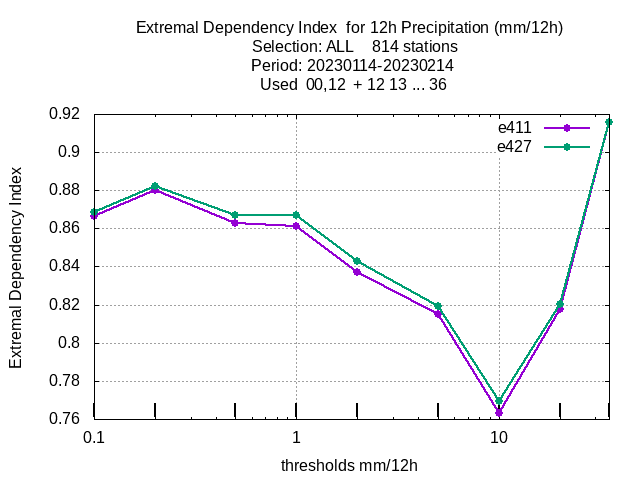 Extremal Dependency Index  for 12h Precipitation (mm/12h)
Selection: ALL    814 stations
Period: 20230114-20230214
Used  00,12  + 12 13 ... 36
e411
e427
0.92
0.9
0.88
0.86
0.84
0.82
0.8
0.78
0.76
Extremal Dependency Index
0.1 1 10
thresholds mm/12h